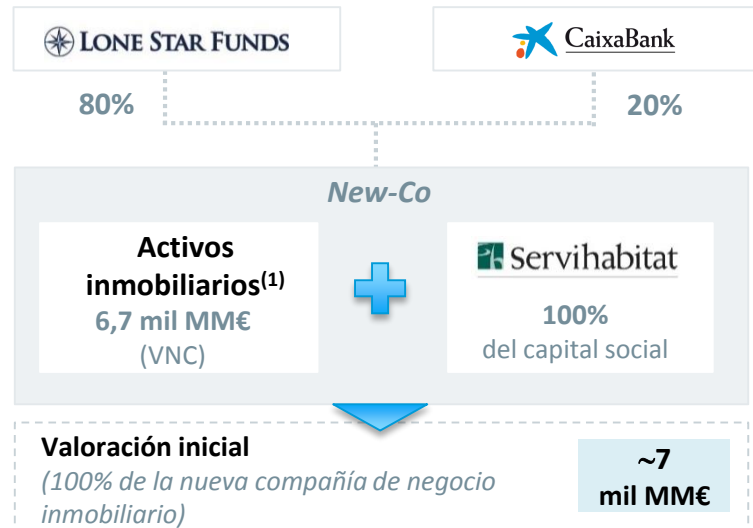 LONE STAR FUNDS
CaixaBank
80%
20%
New-Co
Activos
inmobiliarios(1)
6,7 mil MM€
(VNC)
Servihabitat
100%
del capital social
Valoración inicial
(100% de la nueva compañía de negocio
inmobiliario)
~7
mil MM€